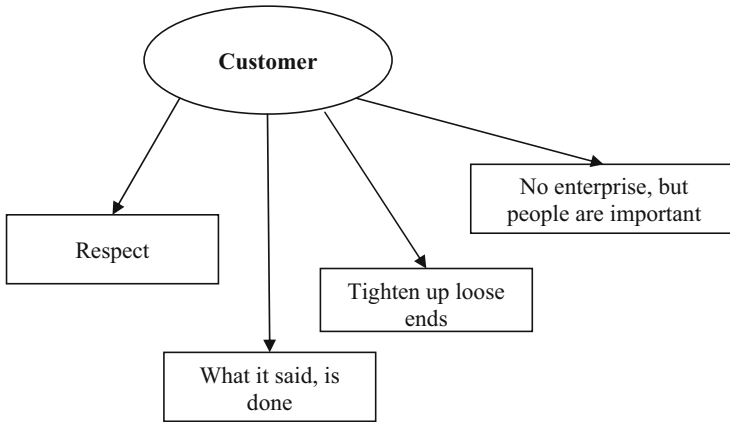 Customer
No enterprise, but
people are important
Respect
Tighten up loose
ends
What it said, is
done